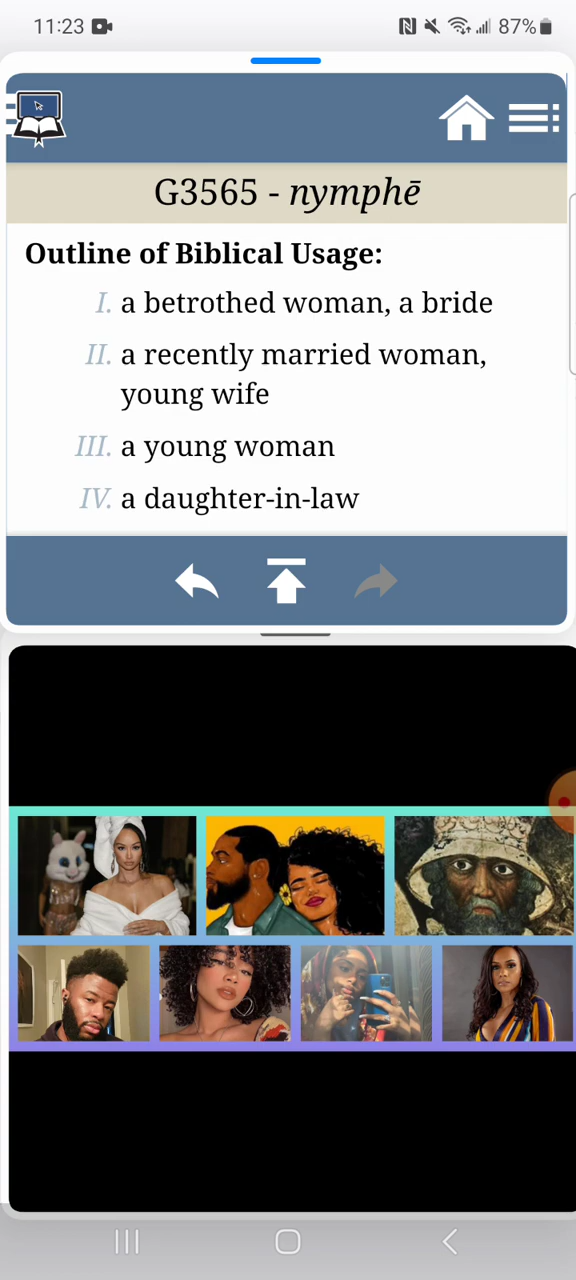 11:23
87%
G3565 - nymphē
Outline of Biblical Usage:
I. a betrothed woman, a bride
II. a recently married woman,
young wife
III. a young woman
IV. a daughter-in-law